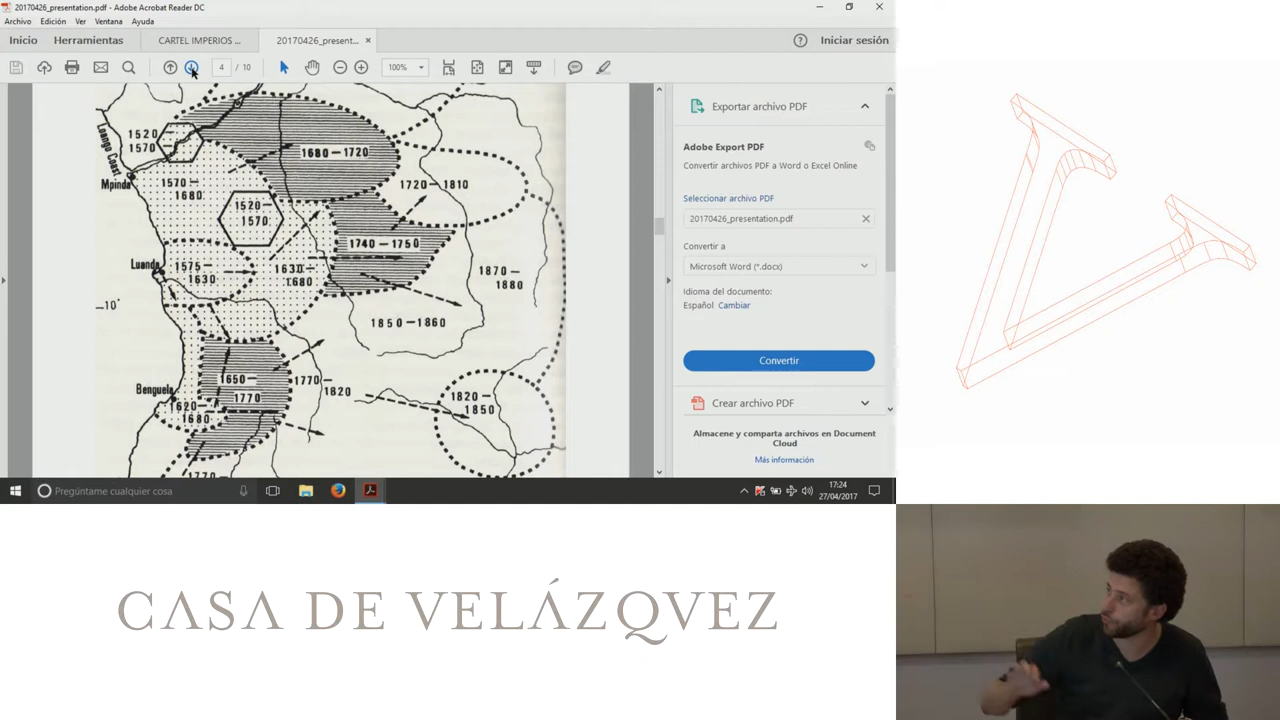 20170426_presentation.pdf - Adobe Acrobat Reader DC
Archivo Edición Ver Ventana Ayuda
Inicio Herramientas CARTEL IMPERIOS ... 20170426_present... × ? Iniciar sesión
4 / 10 100%
Loango Coast
1520
1570
Mpinda
1570—
1680
1680—1720
1720—1810
1520—
1570
1740—1750
Luanda
1575—
1630
1630—
1680
1870—
1880
—10°
1850—1860
1650—
1770
1770—
1820
Benguela
1620—
1680
1820—
1850
1770—
Exportar archivo PDF
Adobe Export PDF
Convertir archivos PDF a Word o Excel Online
Seleccionar archivo PDF
20170426_presentation.pdf
Convertir a
Microsoft Word (*.docx)
Idioma del documento:
Español Cambiar
Convertir
Crear archivo PDF
Almacene y comparta archivos en Document
Cloud
Más información
Pregúntame cualquier cosa
17:24
27/04/2017
CASA DE VELÁZQVEZ